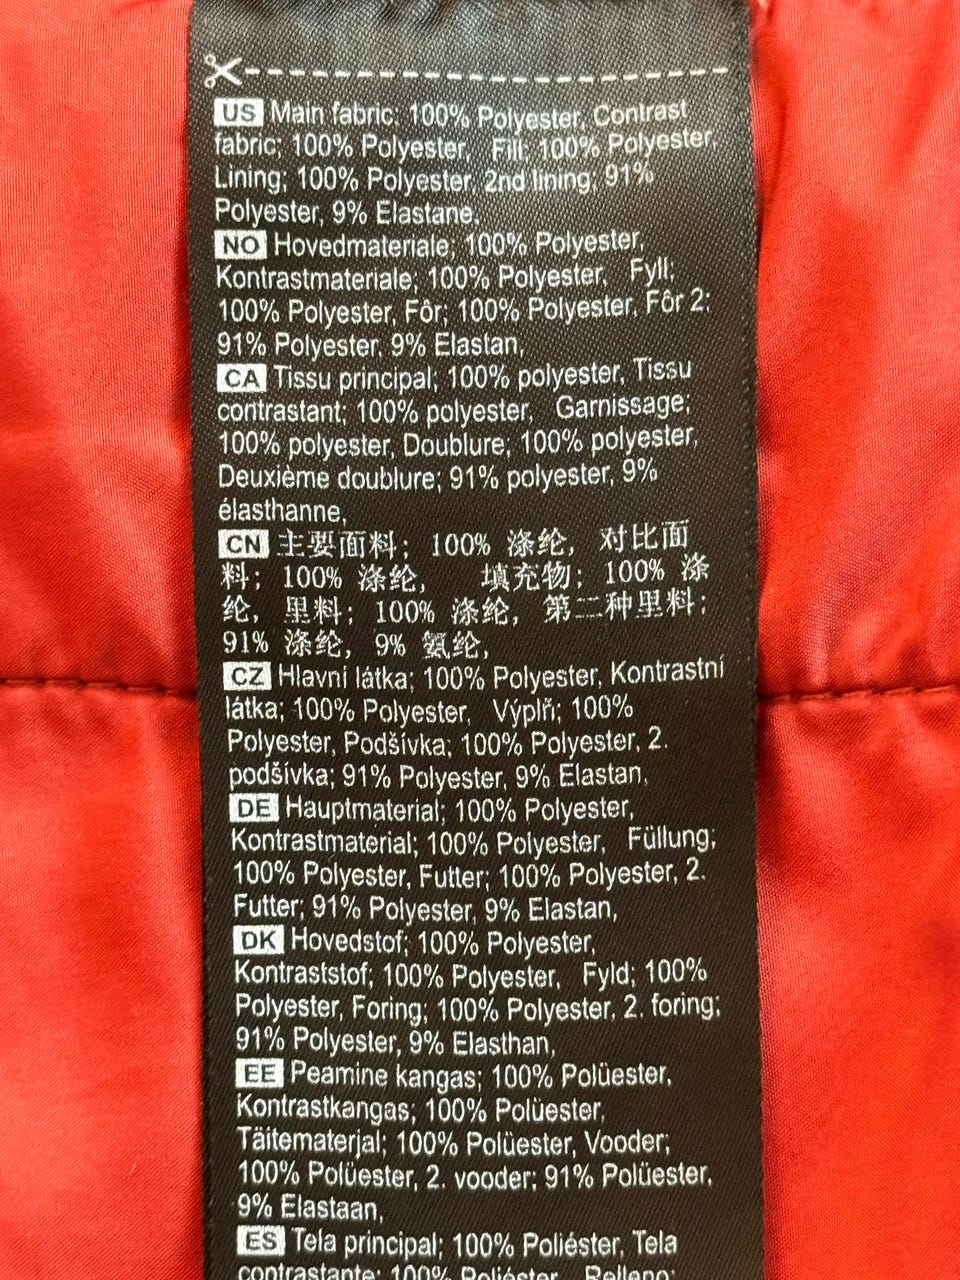 US Main fabric; 100% Polyester, Contrast
fabric; 100% Polyester, Fill; 100% Polyester,
Lining; 100% Polyester, 2nd lining; 91%
Polyester, 9% Elastane,
NO Hovedmateriale; 100% Polyester,
Kontrastmateriale; 100% Polyester, Fyll;
100% Polyester, Fôr; 100% Polyester, Fôr 2;
91% Polyester, 9% Elastan,
CA Tissu principal; 100% polyester, Tissu
contrastant; 100% polyester, Garnissage;
100% polyester, Doublure; 100% polyester,
Deuxième doublure; 91% polyester, 9%
élasthanne,
CN 主要面料; 100% 涤纶, 对比面
料; 100% 涤纶, 填充物; 100% 涤
纶, 里料; 100% 涤纶, 第二种里料;
91% 涤纶, 9% 氨纶,
CZ Hlavní látka; 100% Polyester, Kontrastní
látka; 100% Polyester, Výplň; 100%
Polyester, Podšívka; 100% Polyester, 2.
podšívka; 91% Polyester, 9% Elastan,
DE Hauptmaterial; 100% Polyester,
Kontrastmaterial; 100% Polyester, Füllung;
100% Polyester, Futter; 100% Polyester, 2.
Futter; 91% Polyester, 9% Elastan,
DK Hovedstof; 100% Polyester,
Kontraststof; 100% Polyester, Fyld; 100%
Polyester, Foring; 100% Polyester, 2. foring;
91% Polyester, 9% Elasthan,
EE Peamine kangas; 100% Polüester,
Kontrastkangas; 100% Polüester,
Täitematerjal; 100% Polüester, Vooder;
100% Polüester, 2. vooder; 91% Polüester,
9% Elastaan,
ES Tela principal; 100% Poliéster, Tela
contrastante; 100% Poliéster, Relleno;